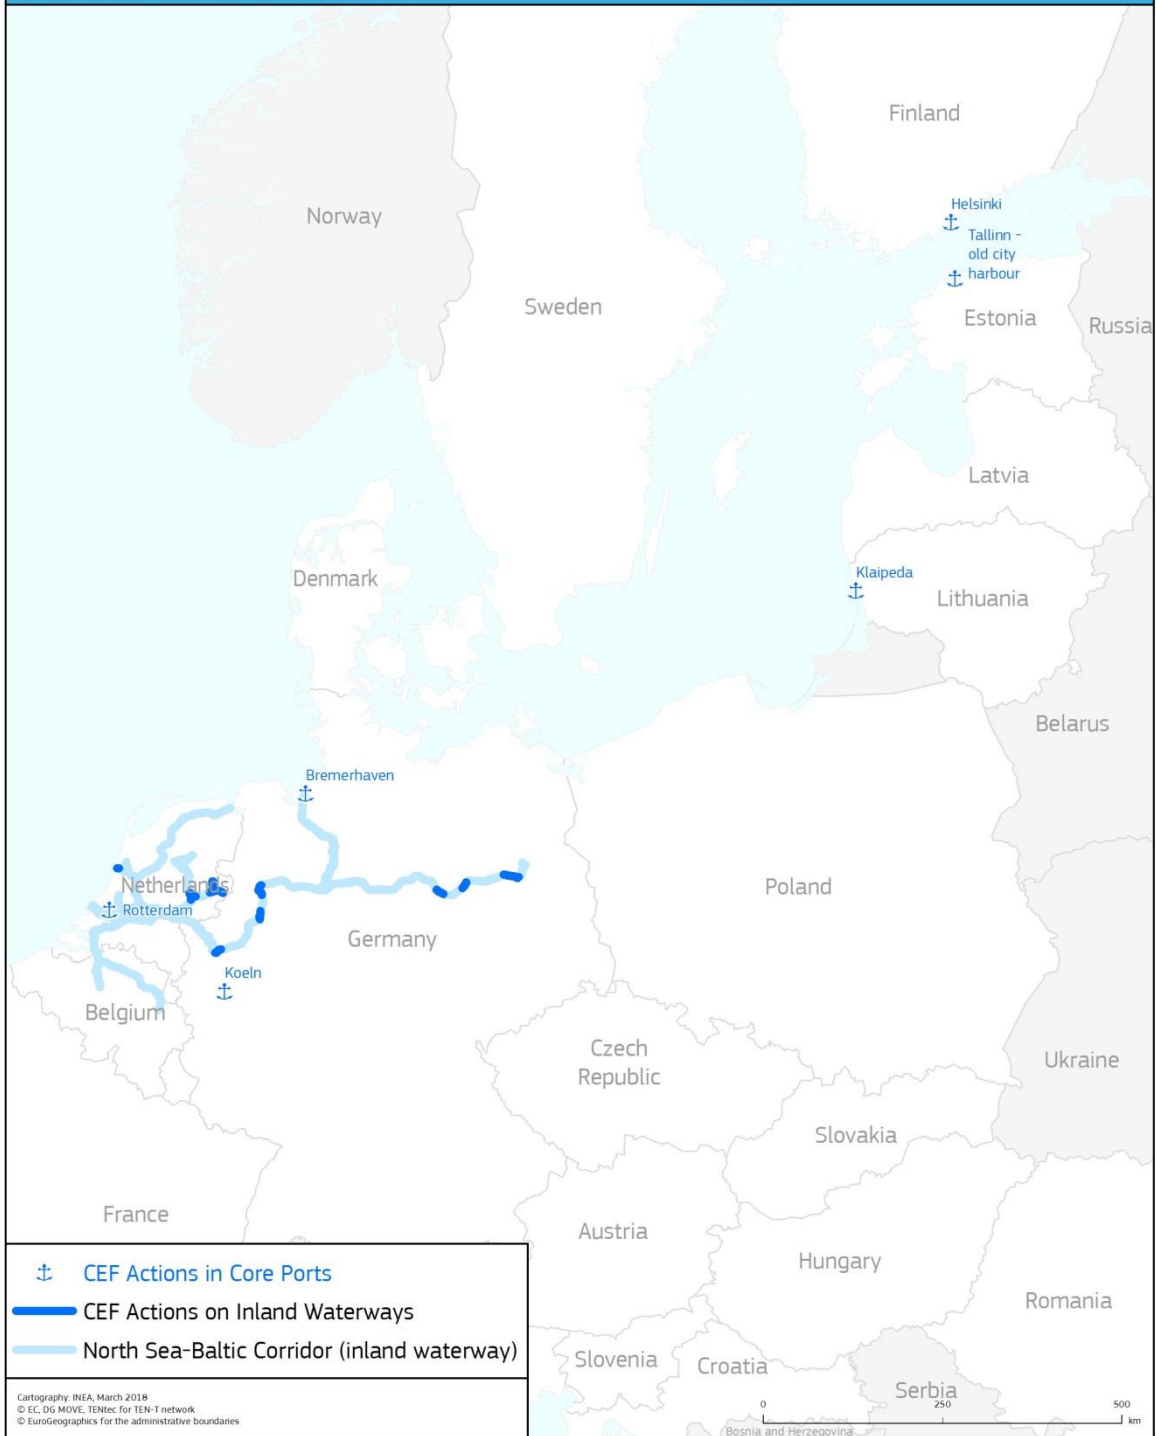 Finland
Norway
Helsinki
Tallinn -
old city
harbour
Sweden
Estonia
Russia
Latvia
Denmark
Klaipeda
Lithuania
Belarus
Bremerhaven
Netherlands
Rotterdam
Poland
Germany
Koeln
Belgium
Czech
Republic
Ukraine
Slovakia
France
Austria
Hungary
Romania
Slovenia
Croatia
Serbia
Bosnia and Herzegovina
CEF Actions in Core Ports
CEF Actions on Inland Waterways
North Sea-Baltic Corridor (inland waterway)
Cartography: INEA, March 2018
© EC, DG MOVE, TENtec for TEN-T network
© EuroGeographics for the administrative boundaries
0 250 500
km